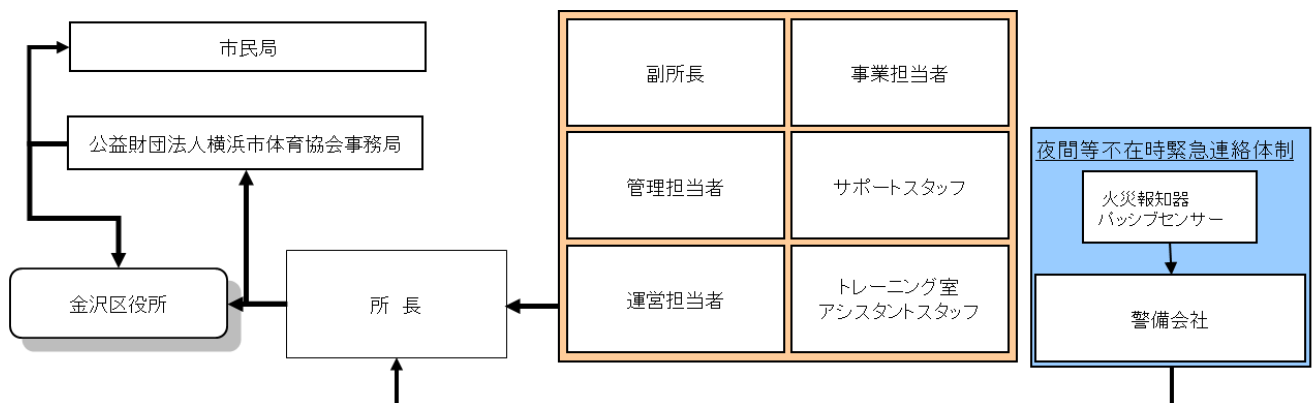 市民局
公益財団法人横浜市体育協会事務局
金沢区役所
所 長
副所長
事業担当者
管理担当者
サポートスタッフ
運営担当者
トレーニング室
アシスタントスタッフ
夜間等不在時緊急連絡体制
火災報知器
パッシブセンサー
警備会社